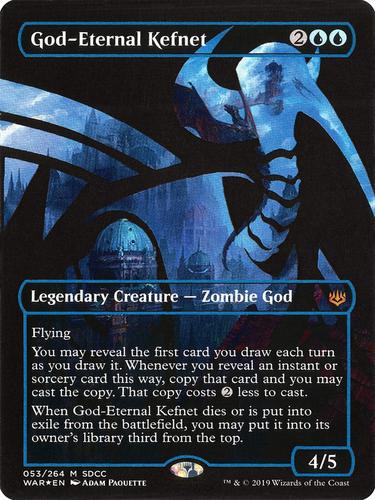 God-Eternal Kefnet 2
Legendary Creature — Zombie God
Flying
You may reveal the first card you draw each turn
as you draw it. Whenever you reveal an instant or
sorcery card this way, copy that card and you may
cast the copy. That copy costs 2 less to cast.
When God-Eternal Kefnet dies or is put into
exile from the battlefield, you may put it into its
owner's library third from the top.
4/5
053/264 M SDCC
WAR★EN Adam Paquette
™ & © 2019 Wizards of the Coast